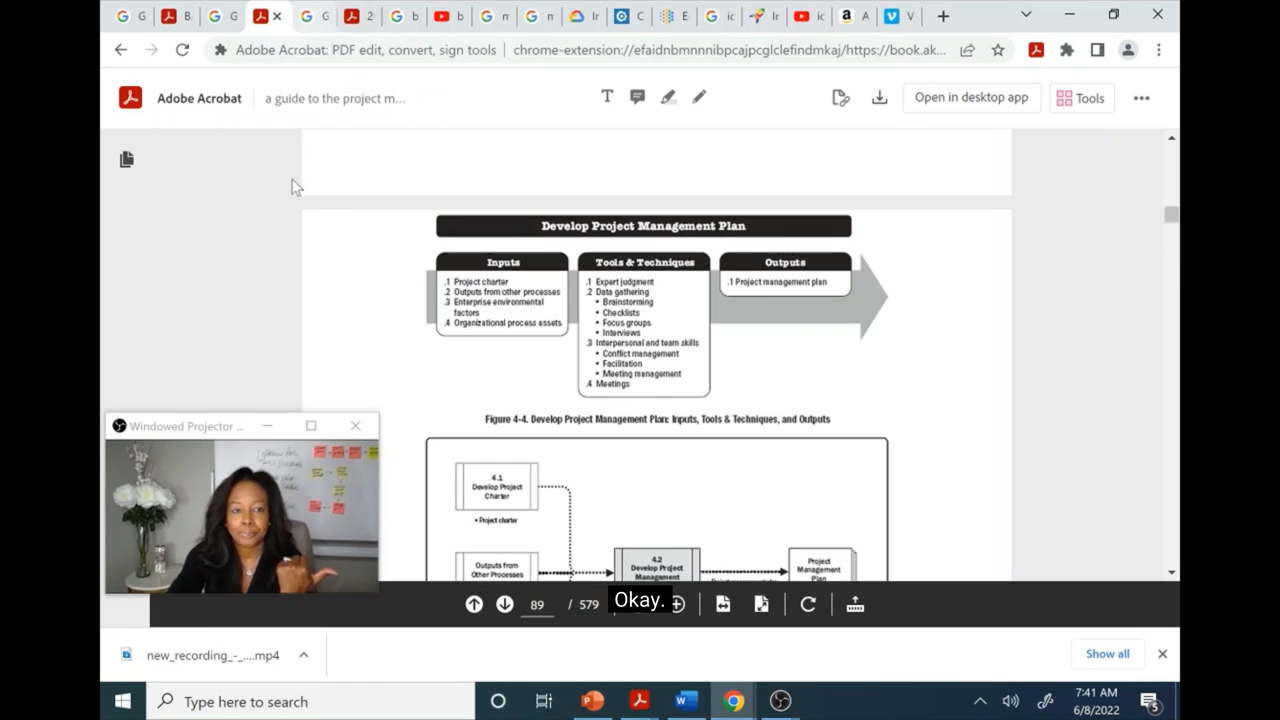 G
B
G
G
2
b
b
n
n
Ir
C
E
ic
Ir
ic
A
V
Adobe Acrobat: PDF edit, convert, sign tools
chrome-extension://efaidnbmnnnibpcajpcglclefindmkaj/https://book.ak...
Adobe Acrobat
a guide to the project m...
Open in desktop app
Tools
Develop Project Management Plan
Inputs
.1 Project charter
.2 Outputs from other processes
.3 Enterprise environmental
factors
.4 Organizational process assets
Tools & Techniques
.1 Expert judgment
.2 Data gathering
• Brainstorming
• Checklists
• Focus groups
• Interviews
.3 Interpersonal and team skills
• Conflict management
• Facilitation
• Meeting management
.4 Meetings
Outputs
.1 Project management plan
Figure 4-4. Develop Project Management Plan: Inputs, Tools & Techniques, and Outputs
Windowed Projector ...
4.1
Develop Project
Charter
• Project charter
Outputs from
Other Processes
4.2
Develop Project
Management
Project
Management
Plan
89 / 579
Okay.
new_recording_-_....mp4
Show all
Type here to search
7:41 AM
6/8/2022
5